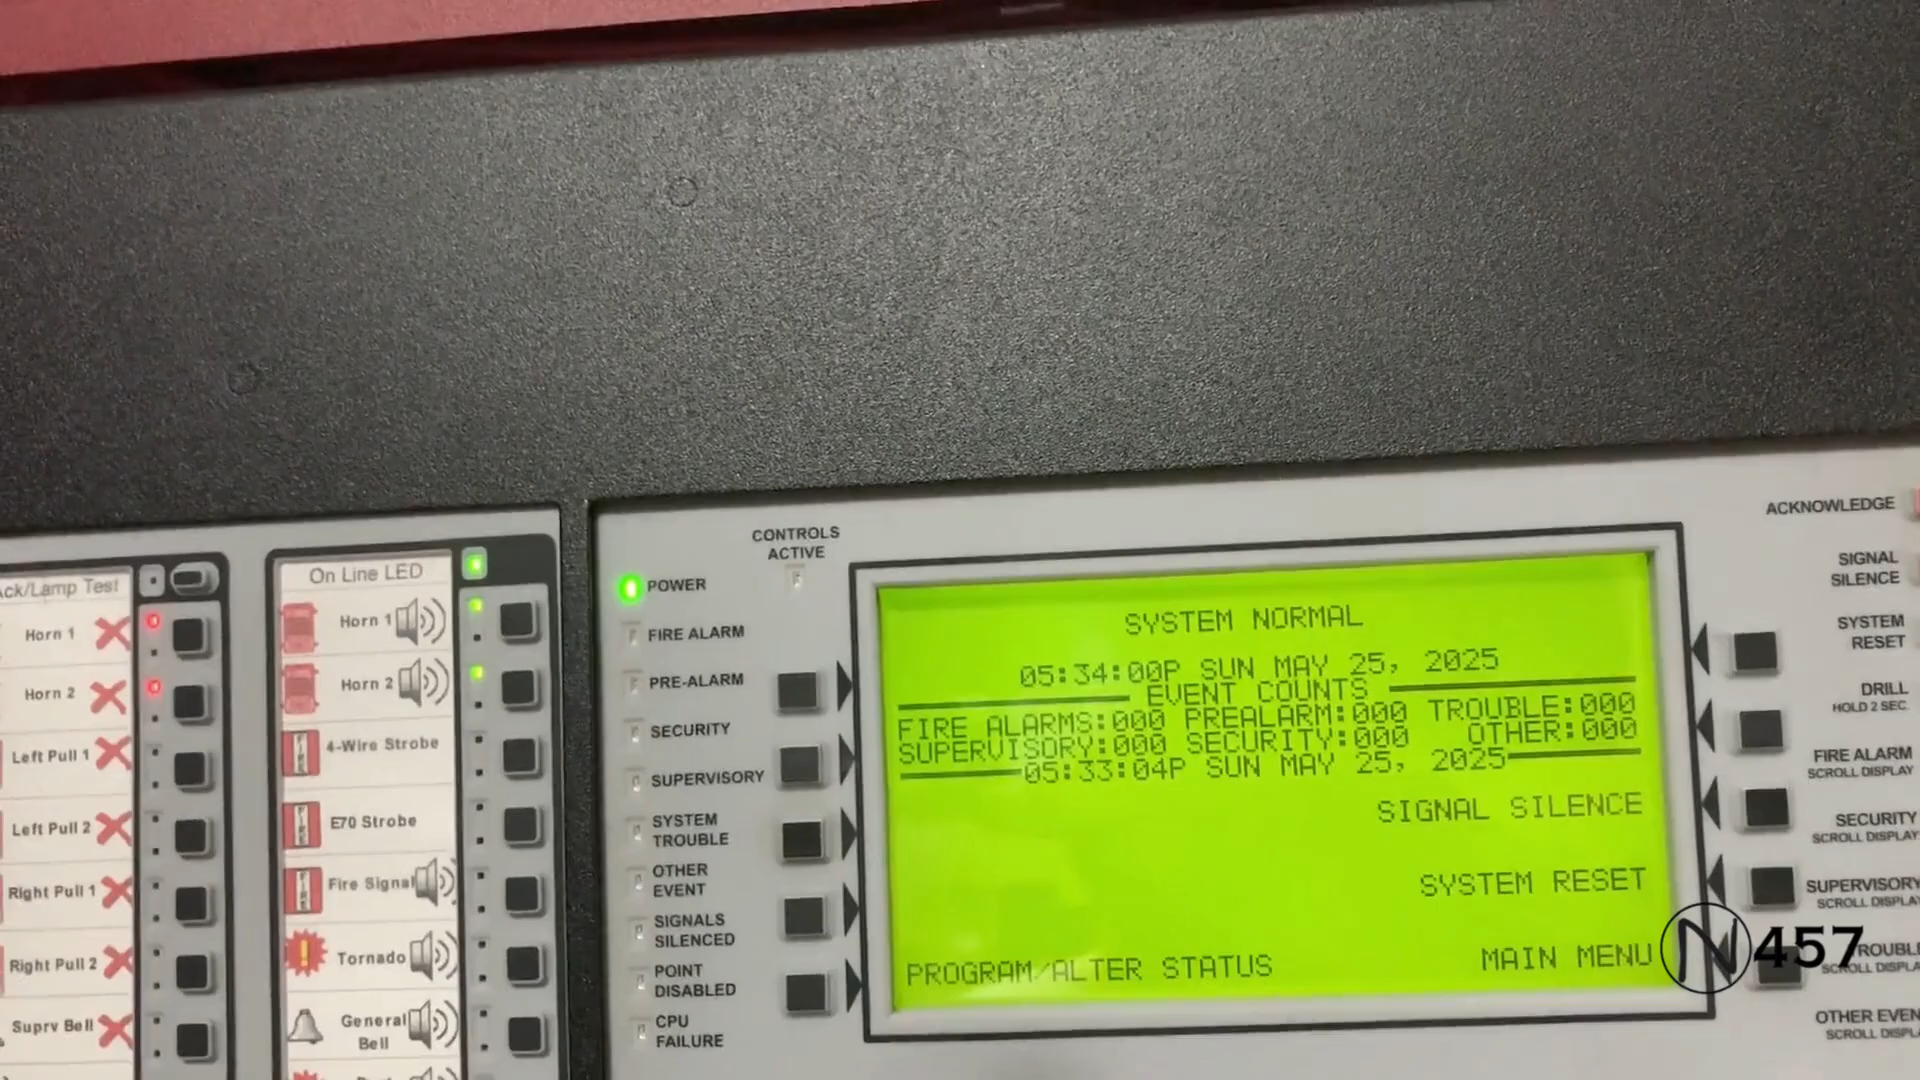 Ack/Lamp Test
Horn 1
Horn 2
Left Pull 1
Left Pull 2
Right Pull 1
Right Pull 2
Suprv Bell
On Line LED
Horn 1
Horn 2
4-Wire Strobe
FIRE
E70 Strobe
FIRE
Fire Signal
FIRE
Tornado
General
Bell
CONTROLS
ACTIVE
POWER
FIRE ALARM
PRE-ALARM
SECURITY
SUPERVISORY
SYSTEM
TROUBLE
OTHER
EVENT
SIGNALS
SILENCED
POINT
DISABLED
CPU
FAILURE
SYSTEM NORMAL
05:34:00P SUN MAY 25, 2025
EVENT COUNTS
FIRE ALARMS:000 PREALARM:000 TROUBLE:000
SUPERVISORY:000 SECURITY:000 OTHER:000
05:33:04P SUN MAY 25, 2025
SIGNAL SILENCE
SYSTEM RESET
PROGRAM/ALTER STATUS MAIN MENU
ACKNOWLEDGE
SIGNAL
SILENCE
SYSTEM
RESET
DRILL
HOLD 2 SEC.
FIRE ALARM
SCROLL DISPLAY
SECURITY
SCROLL DISPLAY
SUPERVISORY
SCROLL DISPLAY
TROUBLE
SCROLL DISPLAY
OTHER EVENT
SCROLL DISPLAY
N457